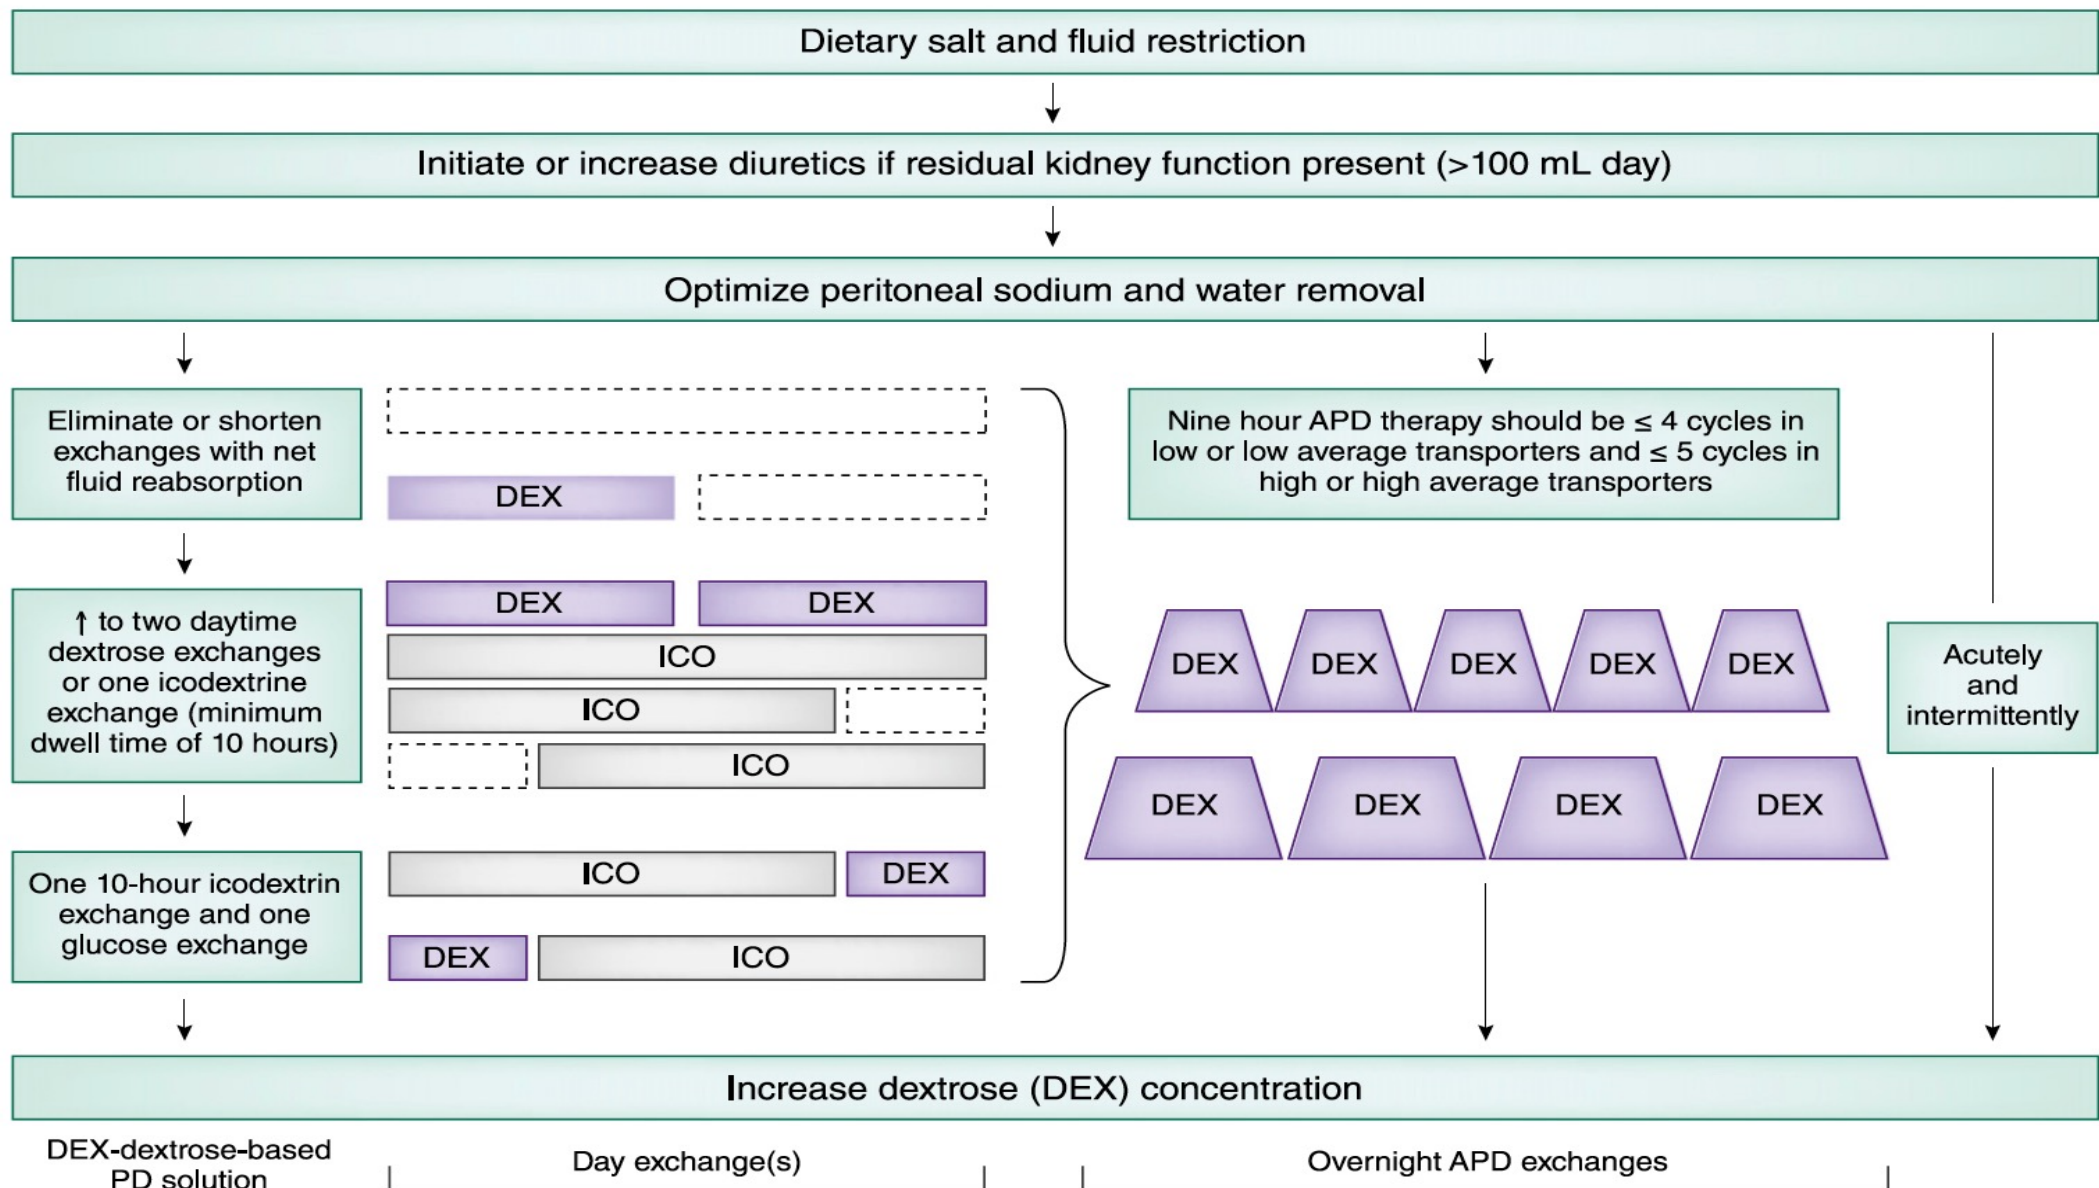 Dietary salt and fluid restriction
Initiate or increase diuretics if residual kidney function present (>100 mL day)
Optimize peritoneal sodium and water removal
Eliminate or shorten
exchanges with net
fluid reabsorption
DEX
Nine hour APD therapy should be ≤ 4 cycles in
low or low average transporters and ≤ 5 cycles in
high or high average transporters
↑ to two daytime
dextrose exchanges
or one icodextrine
exchange (minimum
dwell time of 10 hours)
DEX DEX
ICO
ICO
ICO
DEX DEX DEX DEX DEX
DEX DEX DEX DEX
Acutely
and
intermittently
One 10-hour icodextrin
exchange and one
glucose exchange
ICO DEX
DEX ICO
Increase dextrose (DEX) concentration
DEX-dextrose-based
PD solution
Day exchange(s)
Overnight APD exchanges